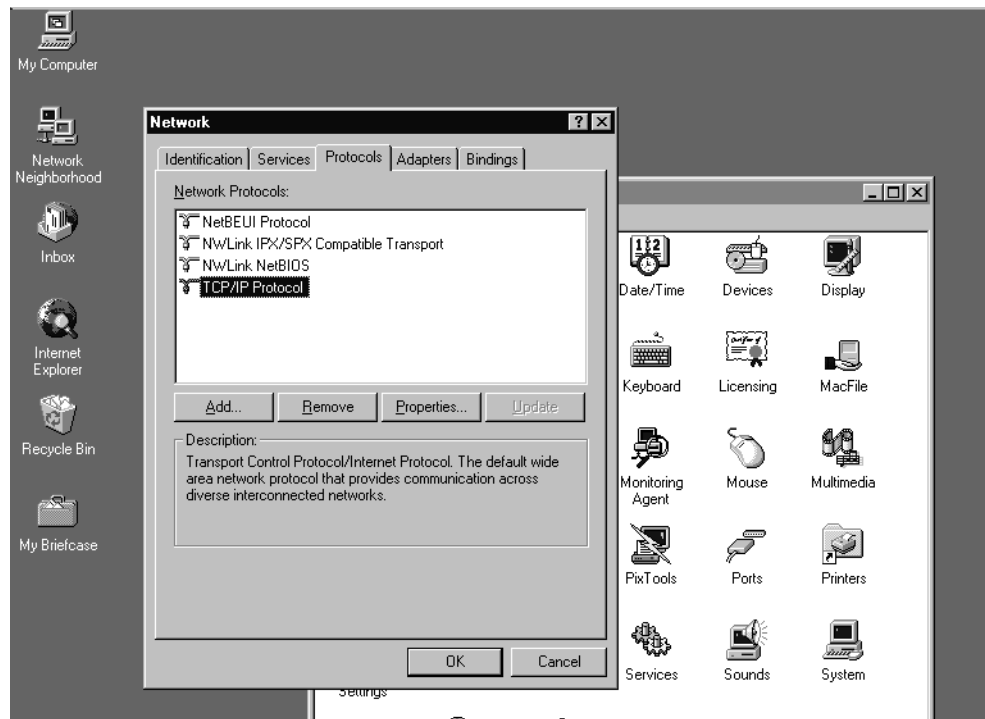 My Computer
Network
Neighborhood
Inbox
Internet
Explorer
Recycle Bin
My Briefcase
Network
Identification
Services
Protocols
Adapters
Bindings
Network Protocols:
NetBEUI Protocol
NWLink IPX/SPX Compatible Transport
NWLink NetBIOS
TCP/IP Protocol
Add...
Remove
Properties...
Update
Description:
Transport Control Protocol/Internet Protocol. The default wide
area network protocol that provides communication across
diverse interconnected networks.
OK
Cancel
Date/Time
Devices
Display
Keyboard
Licensing
MacFile
Monitoring
Agent
Mouse
Multimedia
PixTools
Ports
Printers
Services
Sounds
System
Settings